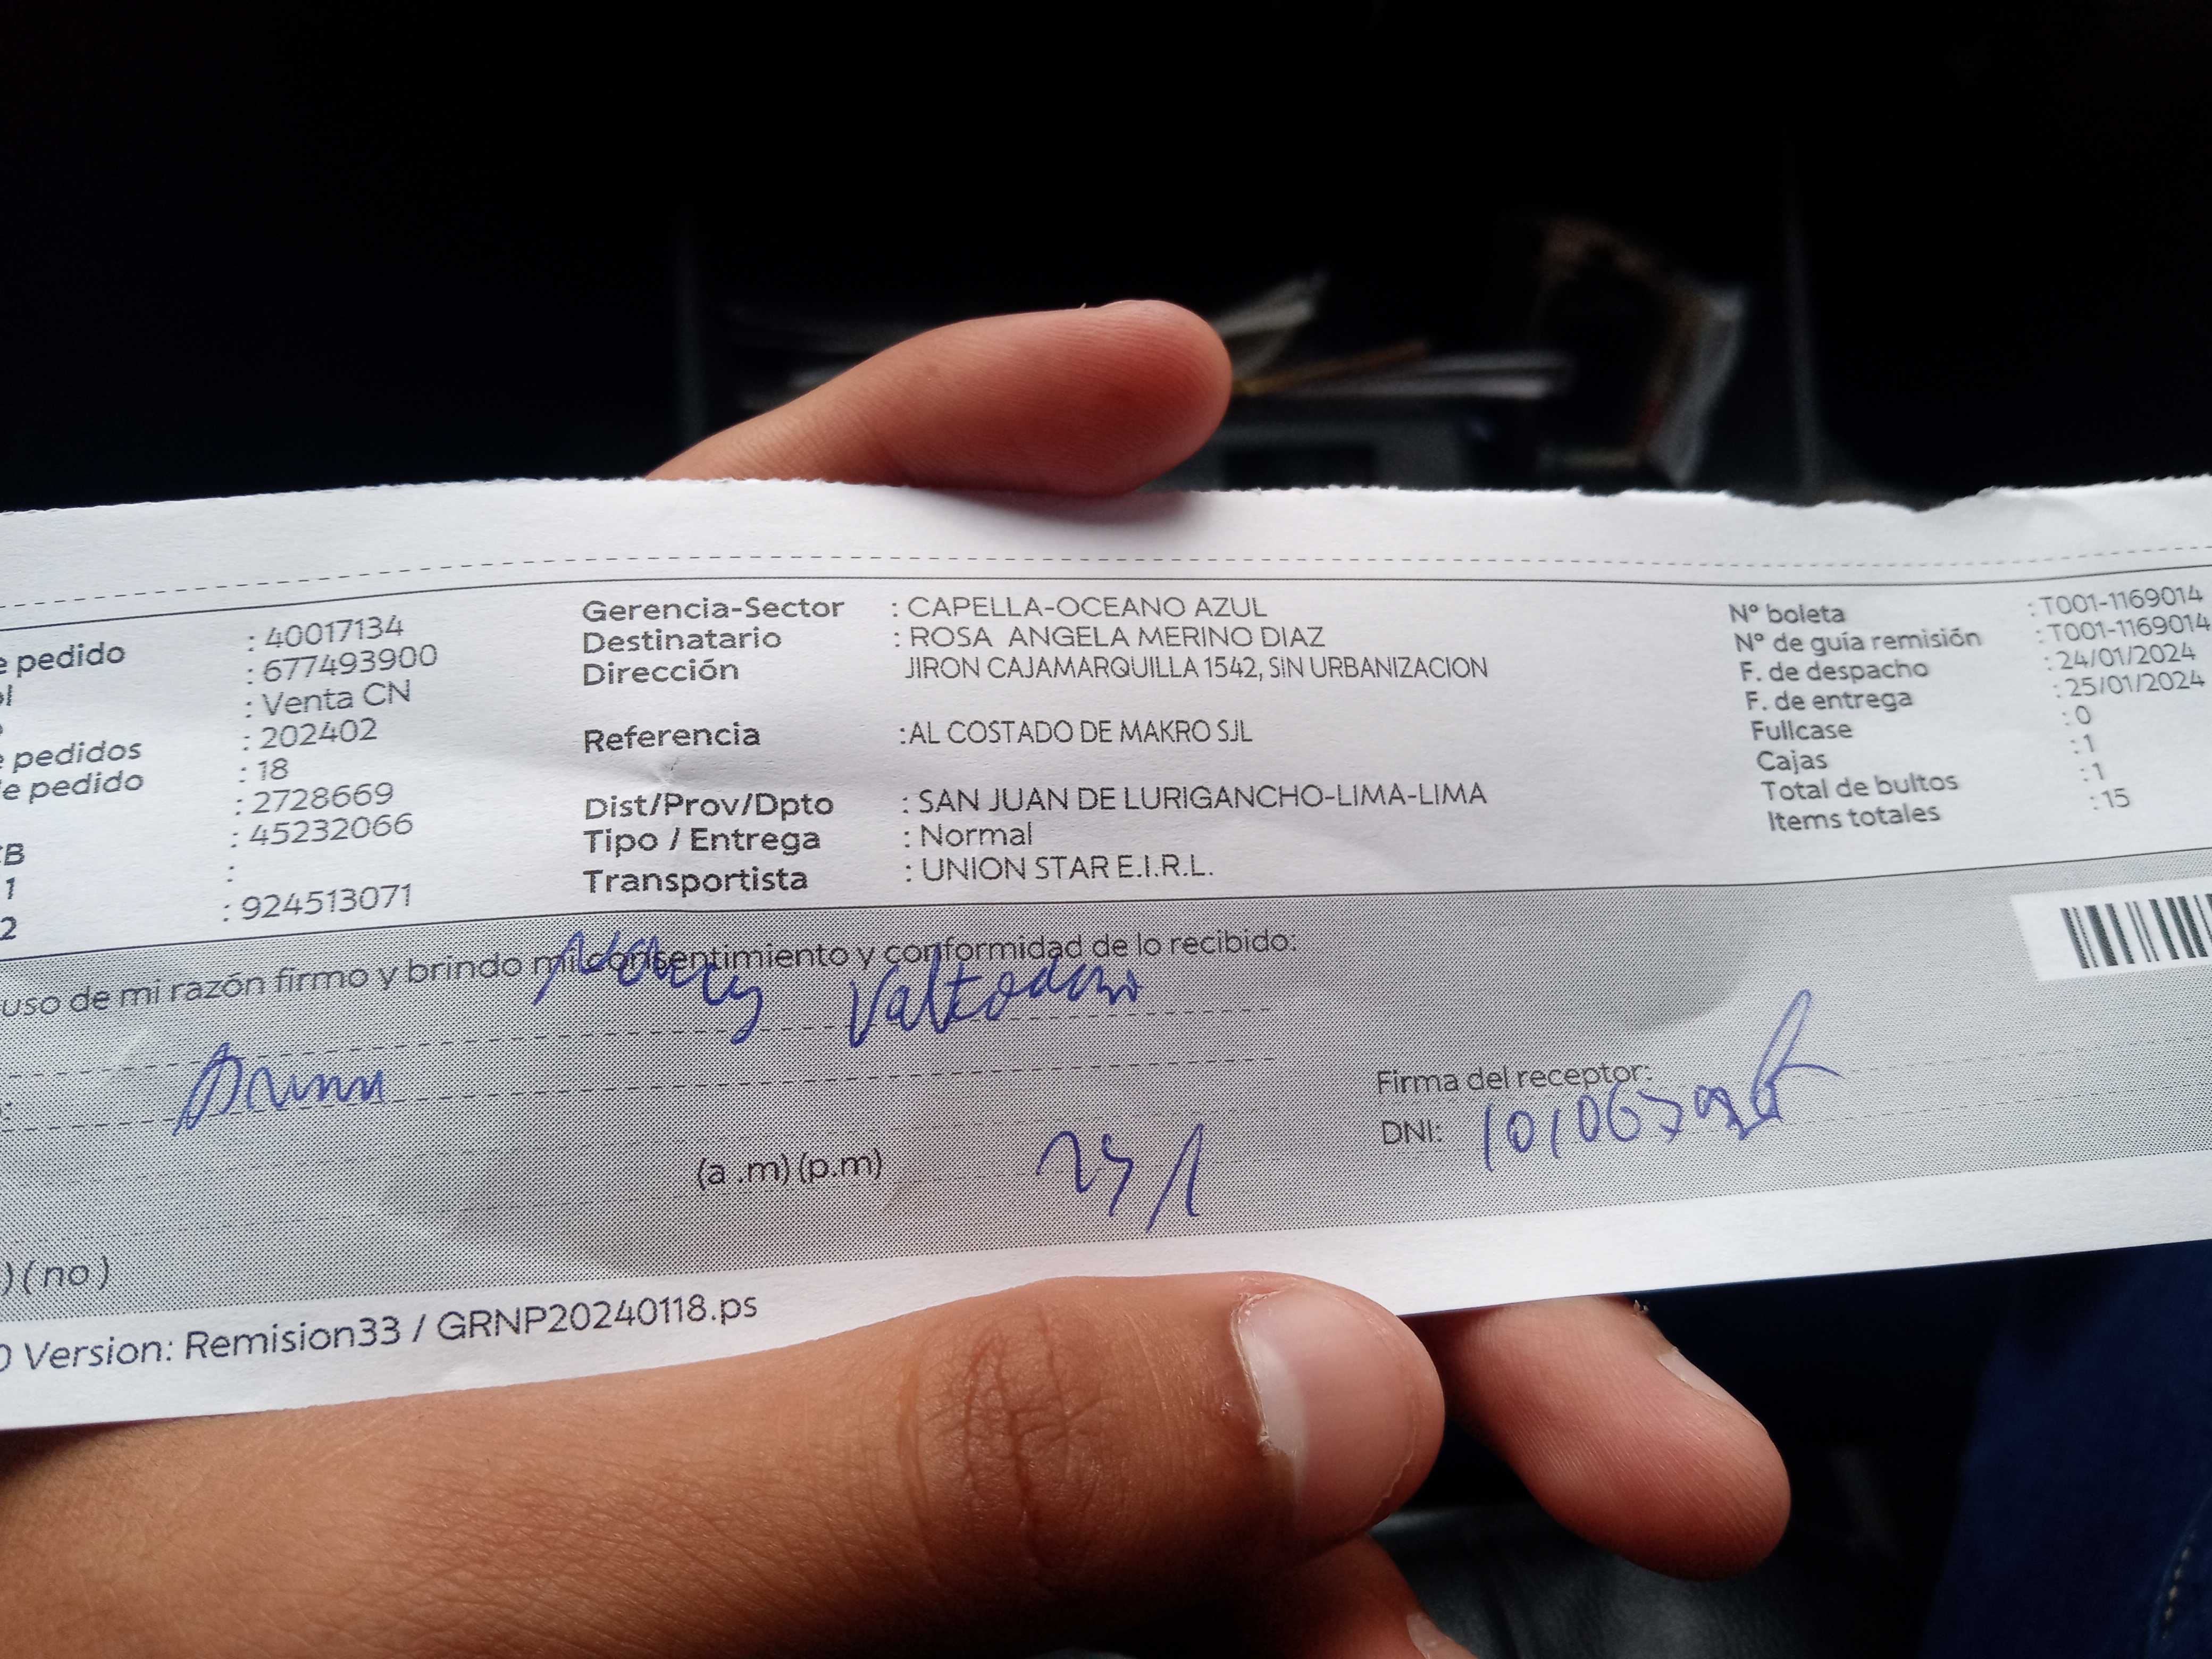 e pedido : 40017134
ol : 677493900
: Venta CN
e pedidos : 202402
e pedido : 18
: 2728669
CB : 45232066
1 :
2 : 924513071
Gerencia-Sector : CAPELLA-OCEANO AZUL
Destinatario : ROSA ANGELA MERINO DIAZ
Dirección JIRON CAJAMARQUILLA 1542, SIN URBANIZACION
Referencia :AL COSTADO DE MAKRO SJL
Dist/Prov/Dpto : SAN JUAN DE LURIGANCHO-LIMA-LIMA
Tipo / Entrega : Normal
Transportista : UNION STAR E.I.R.L.
N° boleta : T001-1169014
N° de guía remisión : T001-1169014
F. de despacho : 24/01/2024
F. de entrega : 25/01/2024
Fullcase : 0
Cajas : 1
Total de bultos : 1
Items totales : 15
uso de mi razón firmo y brindo mi consentimiento y conformidad de lo recibido:
Nancy Valtodano
Firma del receptor:
DNI:
(a .m) (p.m)
) ( no )
0 Version: Remision33 / GRNP20240118.ps